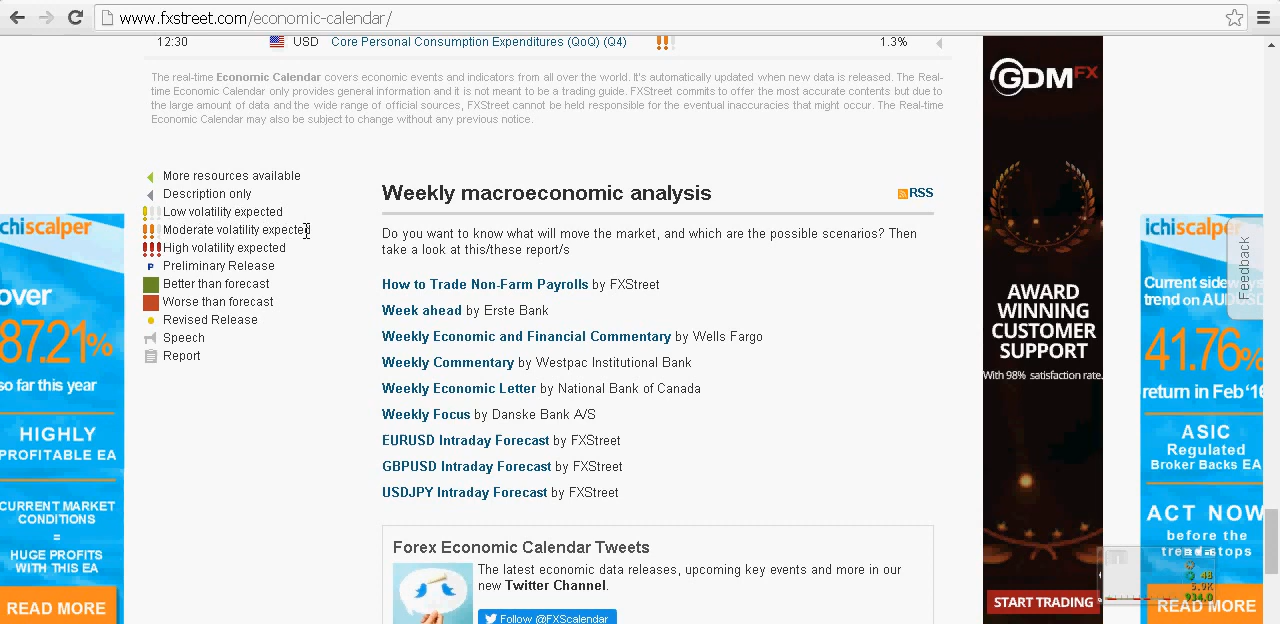 www.fxstreet.com/economic-calendar/
12:30 USD Core Personal Consumption Expenditures (QoQ) (Q4) 1.3%
The real-time Economic Calendar covers economic events and indicators from all over the world. It's automatically updated when new data is released. The Real-
time Economic Calendar only provides information and it is not meant to be a trading guide. FXStreet commits to offer the most accurate contents but due to
the large amount of data and the wide range of official sources, FXStreet cannot be held responsible for the eventual inaccuracies that might occur. The Real-time
Economic Calendar may also be subject to change without any previous notice.
More resources available
Description only
Low volatility expected
Moderate volatility expected
High volatility expected
P Preliminary Release
Better than forecast
Worse than forecast
Revised Release
Speech
Report
Weekly macroeconomic analysis
RSS
Do you want to know what will move the market, and which are the possible scenarios? Then
take a look at this/these report/s
How to Trade Non-Farm Payrolls by FXStreet
Week ahead by Erste Bank
Weekly Economic and Financial Commentary by Wells Fargo
Weekly Commentary by Westpac Institutional Bank
Weekly Economic Letter by National Bank of Canada
Weekly Focus by Danske Bank A/S
EURUSD Intraday Forecast by FXStreet
GBPUSD Intraday Forecast by FXStreet
USDJPY Intraday Forecast by FXStreet
Forex Economic Calendar Tweets
The latest economic data releases, upcoming key events and more in our
new Twitter Channel.
Follow @FXScalendar
chiscalper
over
87.21%
so far this year
HIGHLY
PROFITABLE EA
CURRENT MARKET
CONDITIONS
=
HUGE PROFITS
WITH THIS EA
READ MORE
GDMFX
AWARD
WINNING
CUSTOMER
SUPPORT
With 98% satisfaction rate.
START TRADING
ichiscalper
Feedback
Current sideways
trend on AUDUSD
41.76%
return in Feb '16
ASIC
Regulated
Broker Backs EA
ACT NOW
before the
trend stops
READ MORE